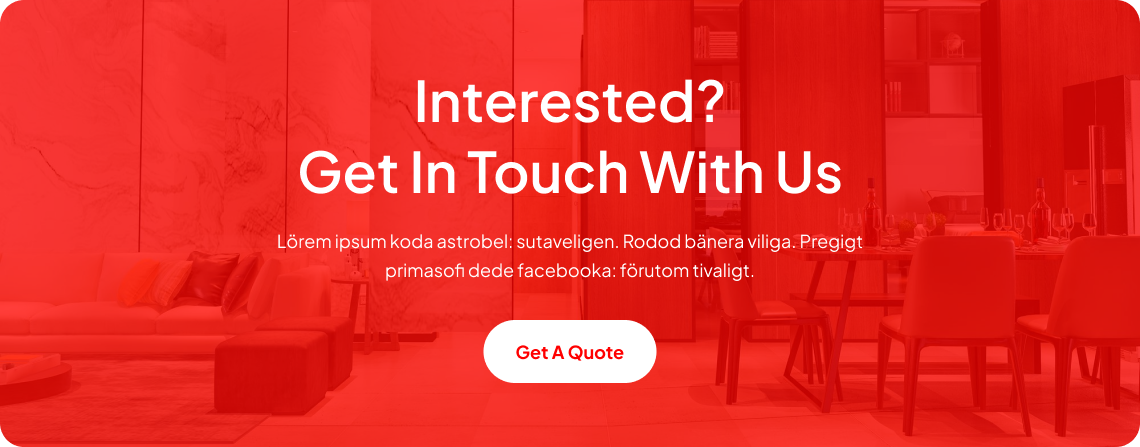 Interested?
Get In Touch With Us
Lörem ipsum koda astrobel: sutaveligen. Rodod bänera viliga. Pregigt
primasofi dede facebooka: förutom tivaligt.
Get A Quote